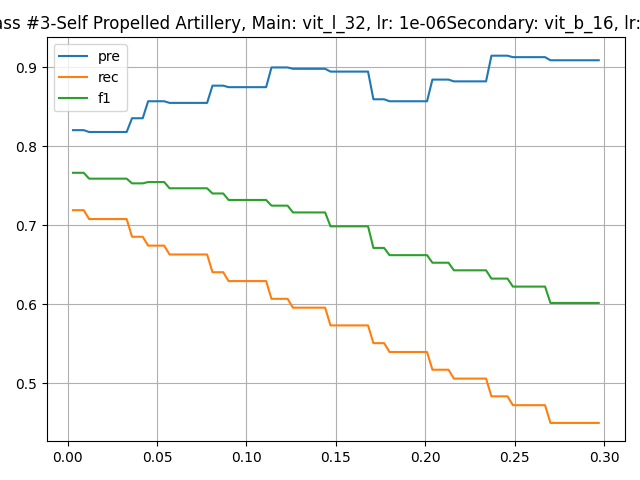 ass #3-Self Propelled Artillery, Main: vit_l_32, lr: 1e-06Secondary: vit_b_16, lr:
pre
rec
f1
0.9
0.8
0.7
0.6
0.5
0.00 0.05 0.10 0.15 0.20 0.25 0.30